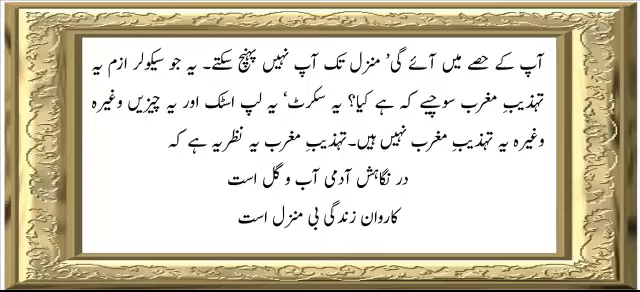 آپ کے حصے میں آئے گی’ منزل تک آپ نہیں پہنچ سکتے۔ یہ جو سیکولر ازم یہ
تہذیبِ مغرب سوچیے کہ ہے کیا؟ یہ سکرٹ‘ یہ لپ اسٹک اور یہ چیزیں وغیرہ
وغیرہ یہ تہذیبِ مغرب نہیں ہیں۔تہذیبِ مغرب یہ نظریہ ہے کہ
در نگاہش آدمی آب و گل است
کاروان زندگی بی منزل است